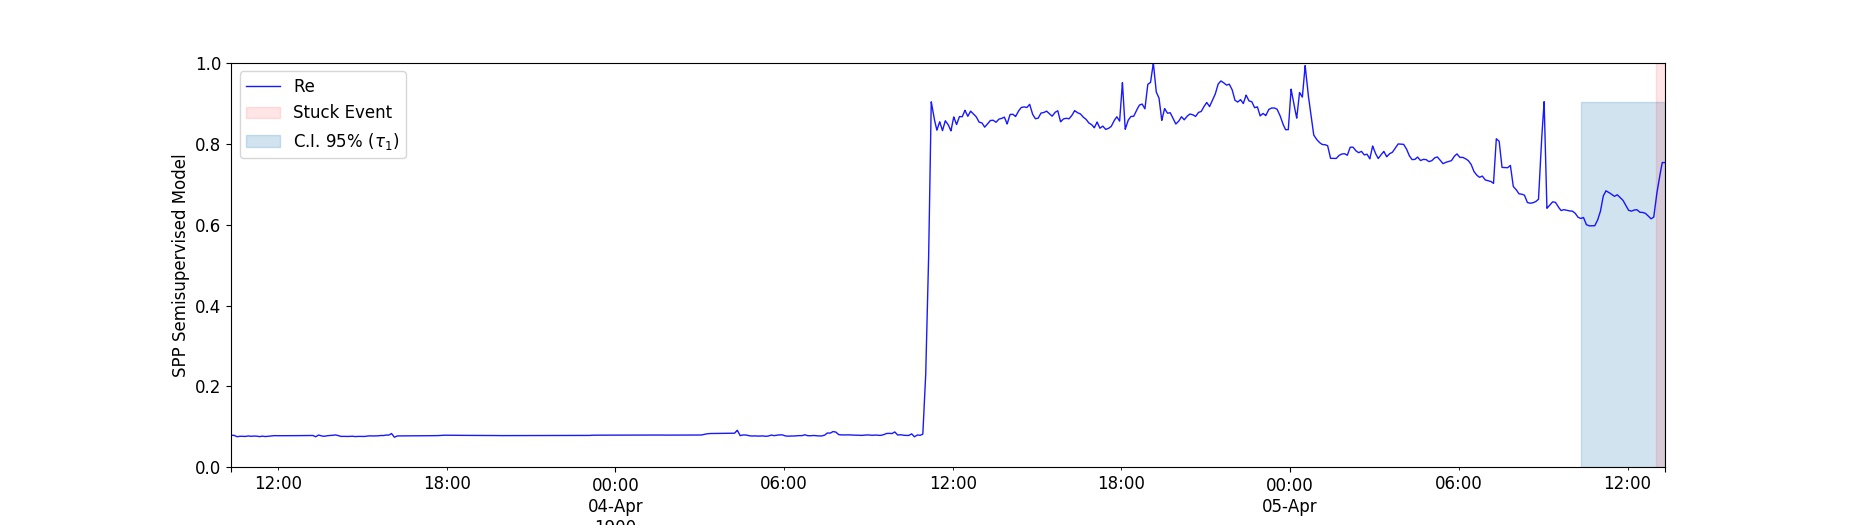 1.0
Re
Stuck Event
C.I. 95% (τ₁)
0.8
0.6
0.4
0.2
0.0
SPP Semisupervised Model
12:00 18:00 00:00 06:00 12:00 18:00 00:00 06:00 12:00
04-Apr 05-Apr
1900